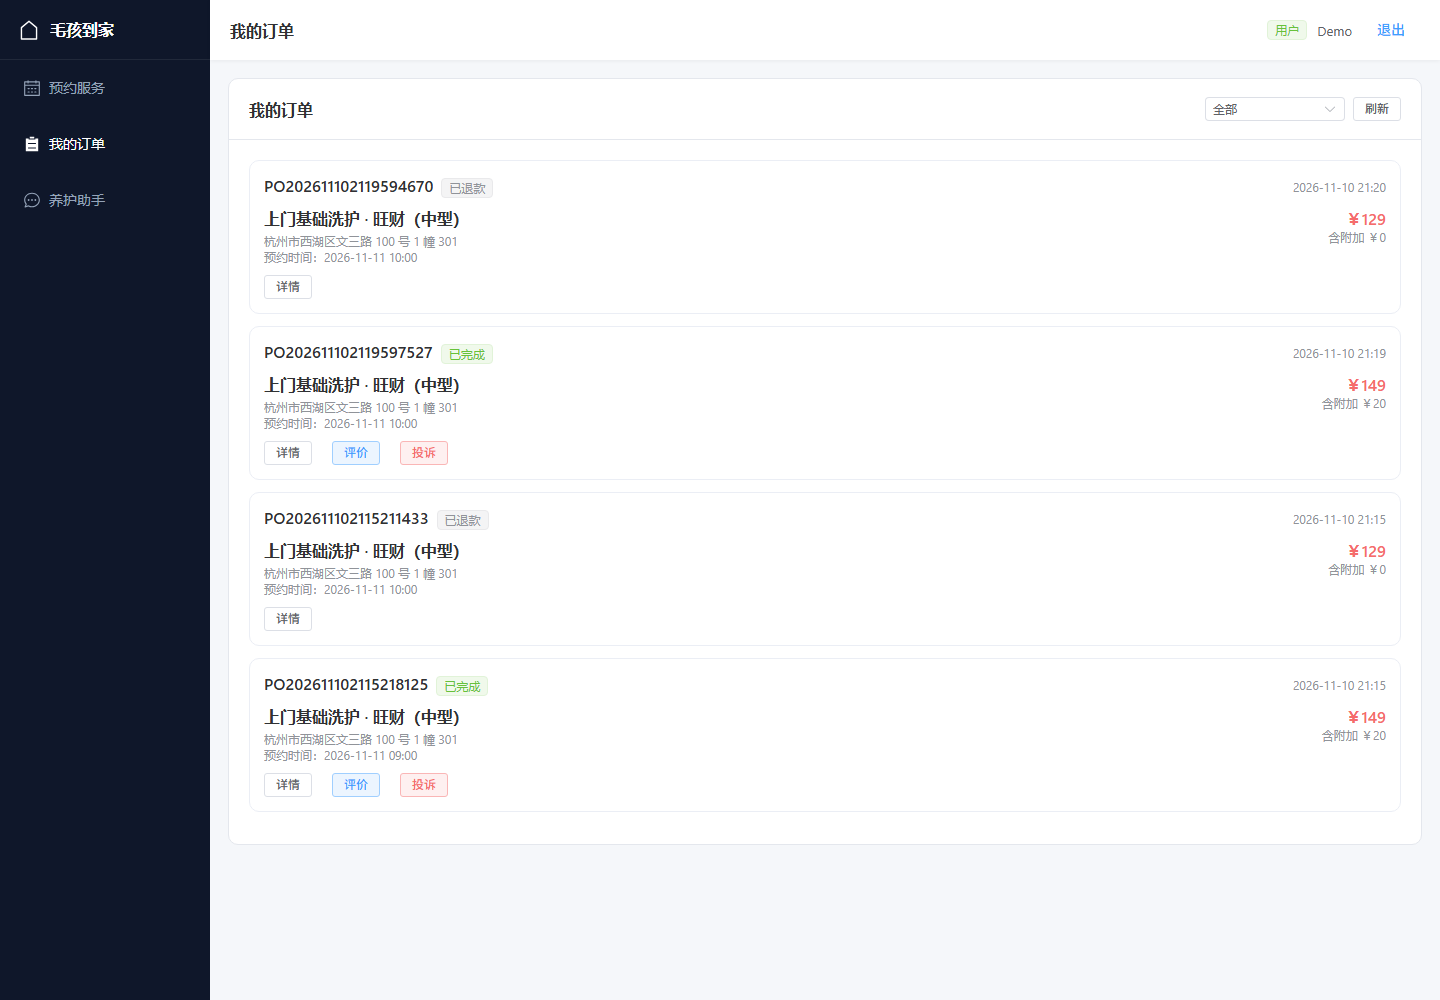 毛孩到家
预约服务
我的订单
养护助手
我的订单
用户 Demo 退出
我的订单
全部 刷新
PO202611102119594670 已退款 2026-11-10 21:20
上门基础洗护 · 旺财（中型） ¥129
杭州市西湖区文三路 100 号 1 幢 301 含附加 ¥0
预约时间：2026-11-11 10:00
详情
PO202611102119597527 已完成 2026-11-10 21:19
上门基础洗护 · 旺财（中型） ¥149
杭州市西湖区文三路 100 号 1 幢 301 含附加 ¥20
预约时间：2026-11-11 10:00
详情 评价 投诉
PO202611102115211433 已退款 2026-11-10 21:15
上门基础洗护 · 旺财（中型） ¥129
杭州市西湖区文三路 100 号 1 幢 301 含附加 ¥0
预约时间：2026-11-11 10:00
详情
PO202611102115218125 已完成 2026-11-10 21:15
上门基础洗护 · 旺财（中型） ¥149
杭州市西湖区文三路 100 号 1 幢 301 含附加 ¥20
预约时间：2026-11-11 09:00
详情 评价 投诉